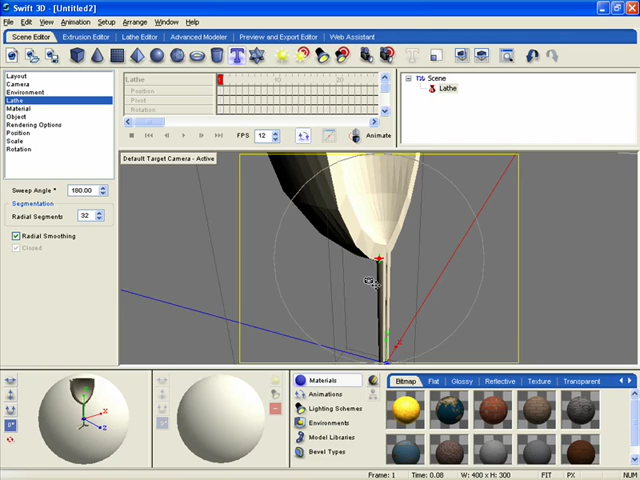 Swift 3D - [Untitled2]
File Edit View Animation Setup Arrange Window Help
Scene Editor Extrusion Editor Lathe Editor Advanced Modeler Preview and Export Editor Web Assistant
Layout
Camera
Environment
Lathe
Material
Object
Rendering Options
Position
Scale
Rotation
Lathe
Position
Pivot
Rotation
10
20
FPS 12
Animate
Scene
Lathe
Sweep Angle ° 180.00
Segmentation
Radial Segments 32
Radial Smoothing
Closed
Default Target Camera - Active
Materials
Animations
Lighting Schemes
Environments
Model Libraries
Bevel Types
Bitmap Flat Glossy Reflective Texture Transparent
Frame: 1 Time: 0.08 W: 400 x H: 300 FIT PX NUM